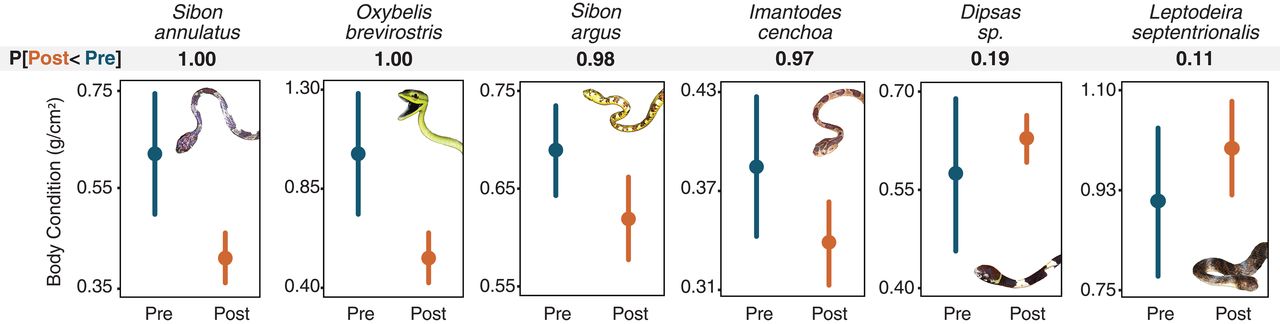 Sibon annulatus
Oxybelis brevirostris
Sibon argus
Imantodes cenchoa
Dipsas sp.
Leptodeira septentrionalis
P[Post< Pre] 1.00 1.00 0.98 0.97 0.19 0.11
Body Condition (g/cm²)
0.75
0.55
0.35
Pre Post
1.30
0.85
0.40
Pre Post
0.75
0.65
0.55
Pre Post
0.43
0.37
0.31
Pre Post
0.70
0.55
0.40
Pre Post
1.10
0.93
0.75
Pre Post